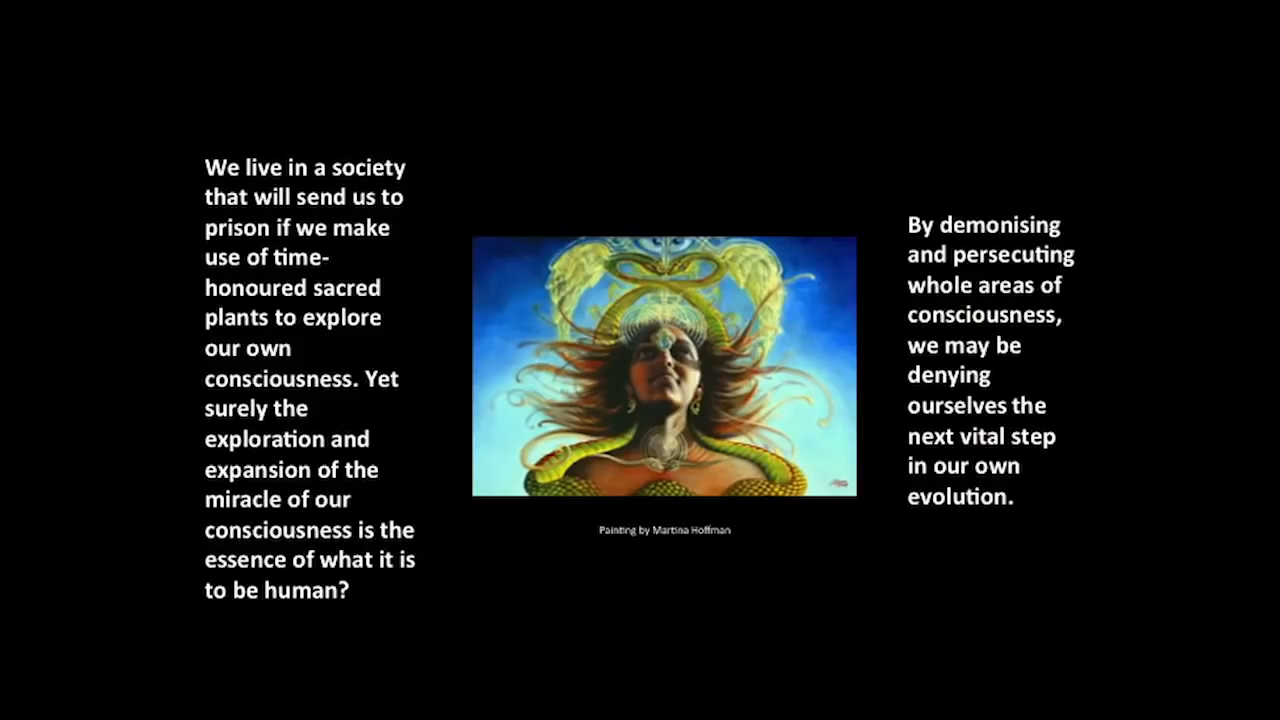 We live in a society
that will send us to
prison if we make
use of time-
honoured sacred
plants to explore
our own
consciousness. Yet
surely the
exploration and
expansion of the
miracle of our
consciousness is the
essence of what it is
to be human?
Painting by Martina Hoffman
By demonising
and persecuting
whole areas of
consciousness,
we may be
denying
ourselves the
next vital step
in our own
evolution.